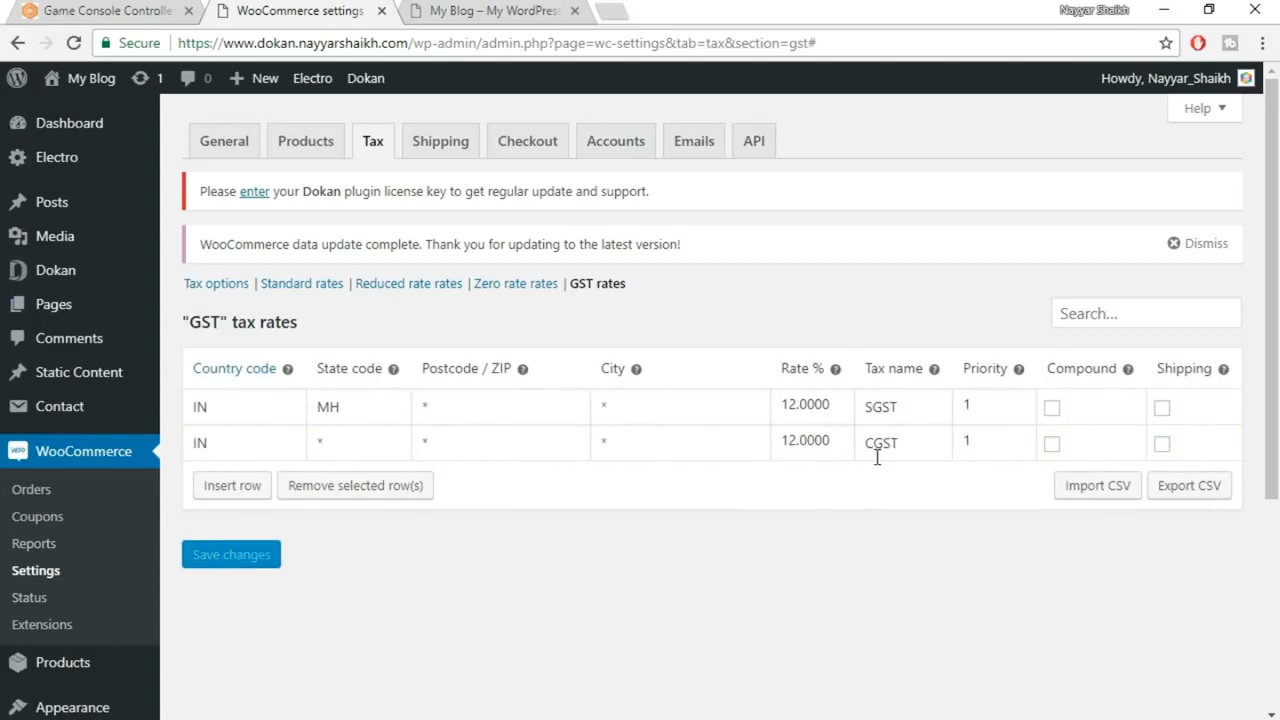 Game Console Controlle
WooCommerce settings
My Blog – My WordPres
Nayyar Shaikh
Secure
https://www.dokan.nayyarshaikh.com/wp-admin/admin.php?page=wc-settings&tab=tax&section=gst#
My Blog 1 0 New Electro Dokan
Howdy, Nayyar_Shaikh
Help
Dashboard
Electro
Posts
Media
Dokan
Pages
Comments
Static Content
Contact
WooCommerce
Orders
Coupons
Reports
Settings
Status
Extensions
Products
Appearance
General Products Tax Shipping Checkout Accounts Emails API
Please enter your Dokan plugin license key to get regular update and support.
WooCommerce data update complete. Thank you for updating to the latest version!
Dismiss
Tax options | Standard rates | Reduced rate rates | Zero rate rates | GST rates
"GST" tax rates
Search...
Country code ? State code ? Postcode / ZIP ? City ? Rate % ? Tax name ? Priority ? Compound ? Shipping ?
IN MH * * 12.0000 SGST 1
IN * * * 12.0000 CGST 1
Insert row Remove selected row(s) Import CSV Export CSV
Save changes